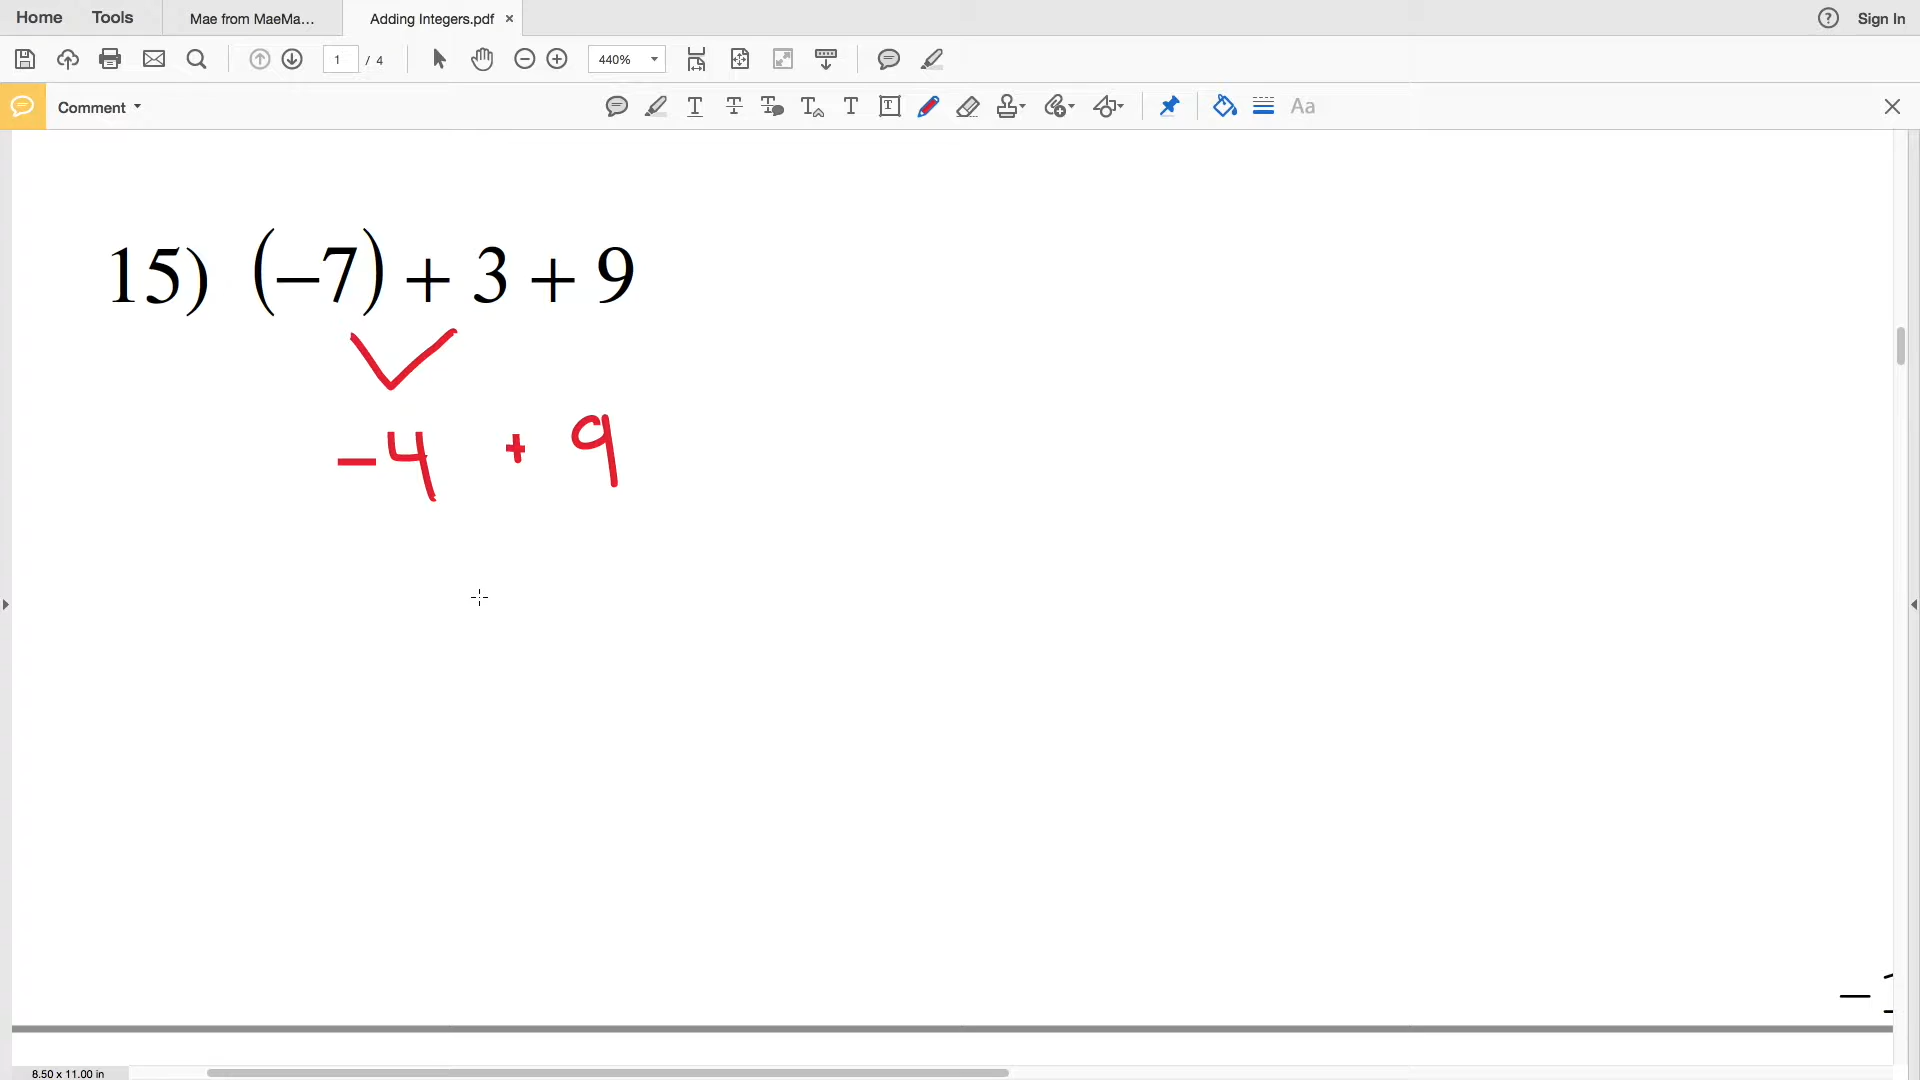 Home Tools Mae from MaeMa... Adding Integers.pdf × ? Sign In
1 / 4 440%
Comment T T T T T T Aa
15) (−7) + 3 + 9
−4 + 9
8.50 x 11.00 in